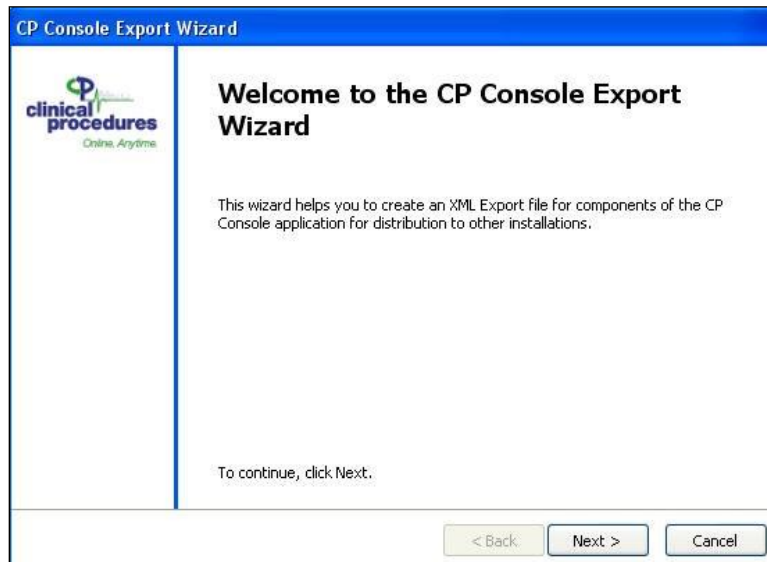 CP Console Export Wizard
CP
clinical
procedures
Online, Anytime
Welcome to the CP Console Export
Wizard
This wizard helps you to create an XML Export file for components of the CP
Console application for distribution to other installations.
To continue, click Next.
< Back
Next >
Cancel